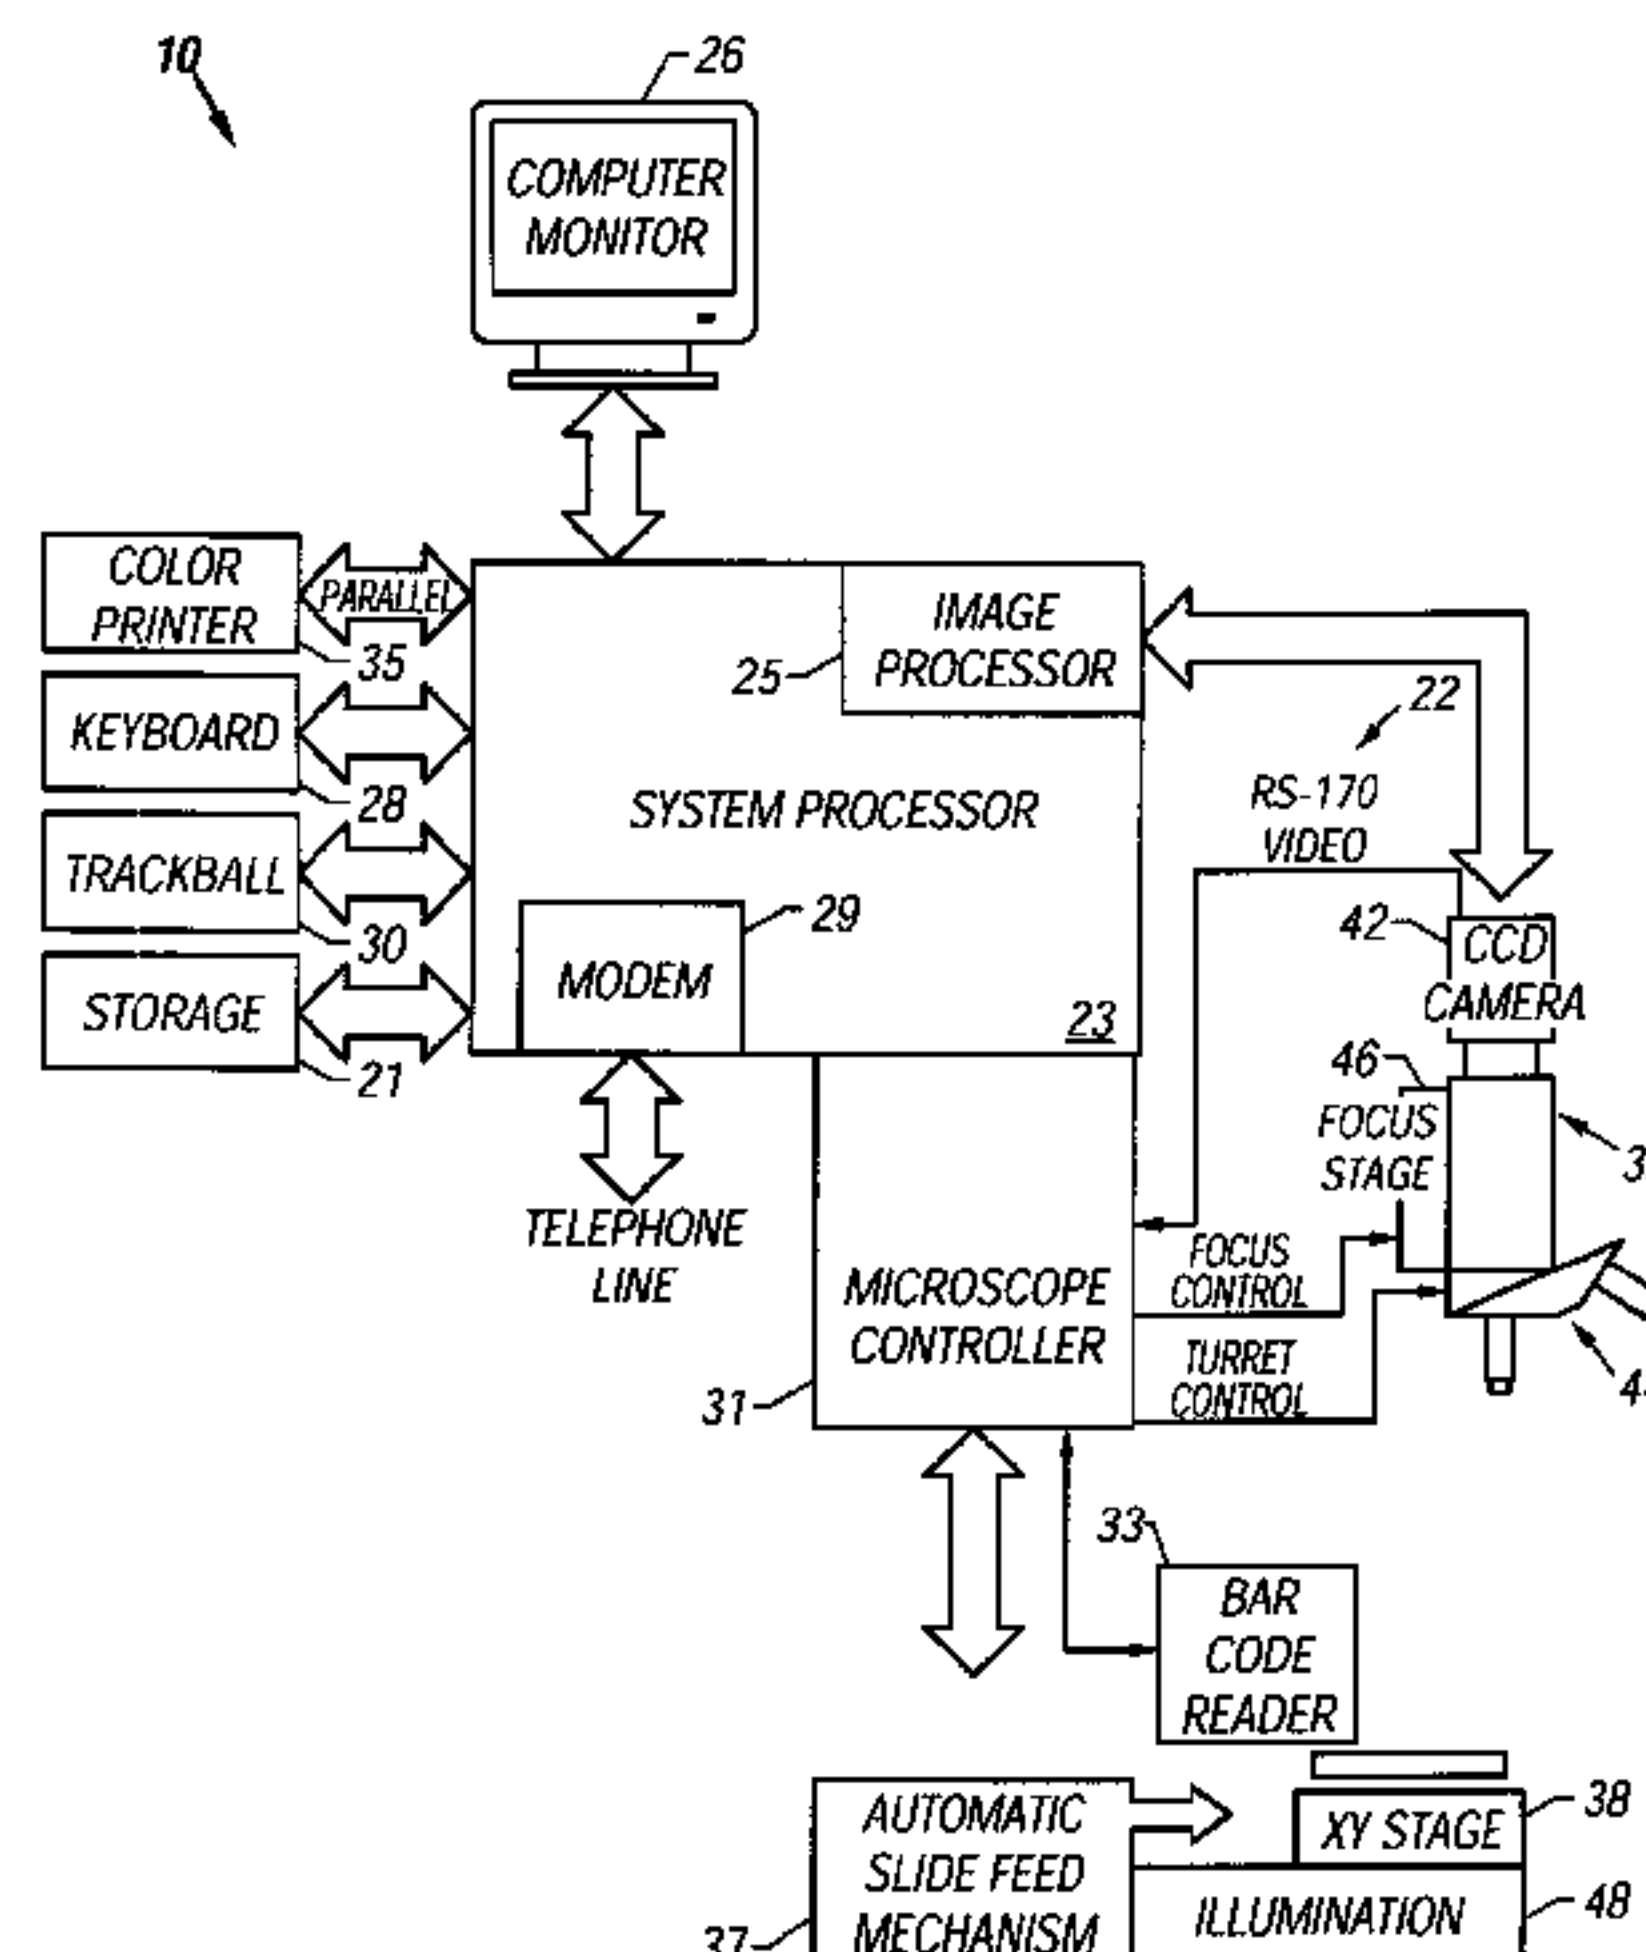 10
26
COMPUTER
MONITOR
COLOR
PRINTER
PARALLEL
35
KEYBOARD
28
TRACKBALL
30
STORAGE
21
IMAGE
PROCESSOR
25
SYSTEM PROCESSOR
29
MODEM
23
TELEPHONE
LINE
22
RS-170
VIDEO
42
CCD
CAMERA
46
FOCUS
STAGE
FOCUS
CONTROL
MICROSCOPE
CONTROLLER
31
TURRET
CONTROL
33
BAR
CODE
READER
AUTOMATIC
SLIDE FEED
MECHANISM
37
XY STAGE
38
ILLUMINATION
48